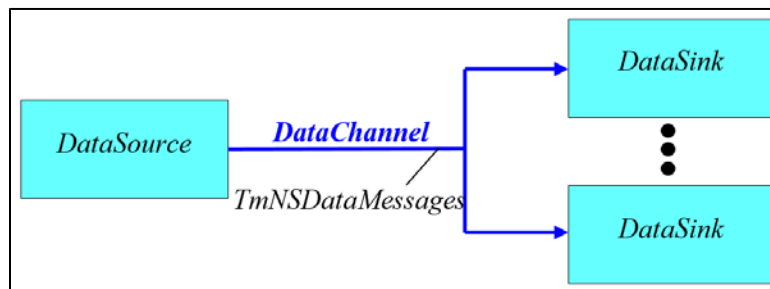 DataSink
DataChannel
DataSource
TmNSDataMessages
DataSink